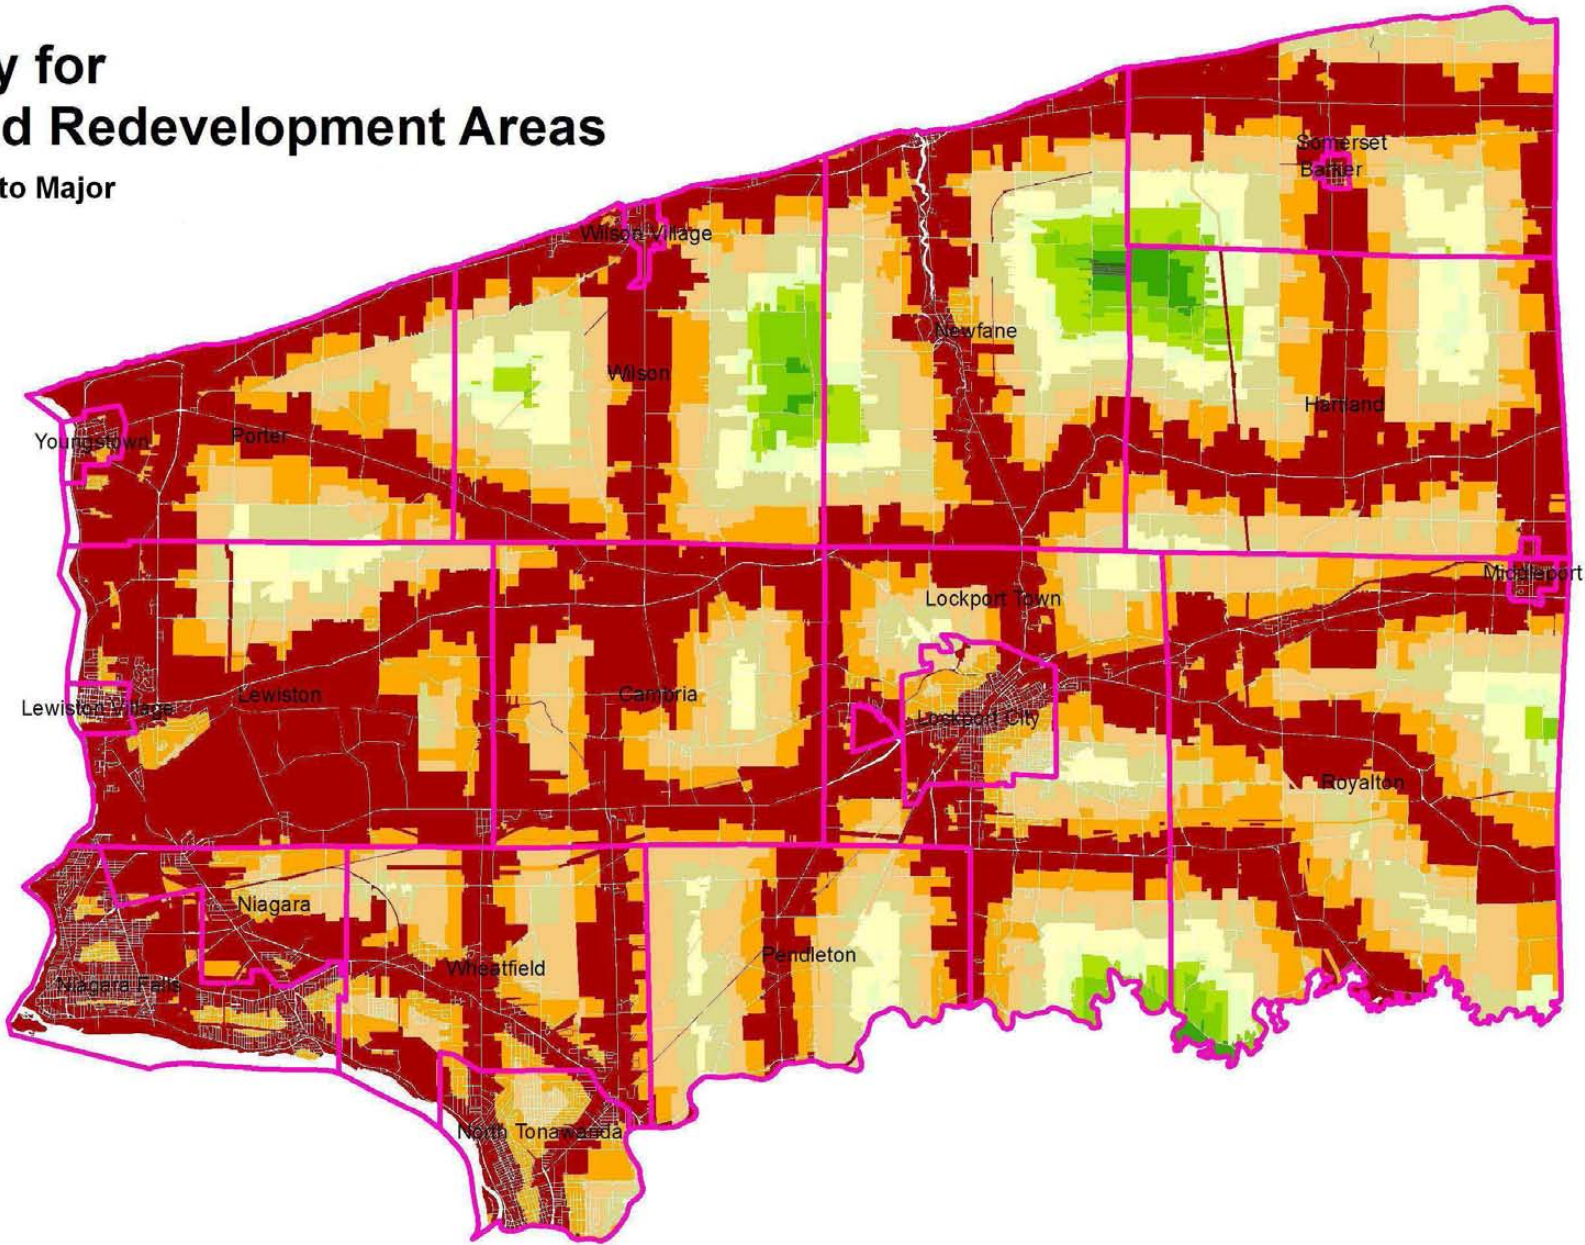 y for
d Redevelopment Areas
to Major
Somerset
Barker
Wilson Village
Newfane
Wilson
Hartland
Youngstown
Porter
Middleport
Lockport Town
Lewiston Village
Lewiston
Cambria
Lockport City
Royalton
Niagara
Pendleton
Wheatfield
Niagara Falls
North Tonawanda